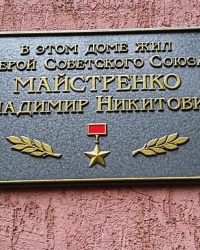 В ЭТОМ ДОМЕ ЖИЛ
ГЕРОЙ СОВЕТСКОГО СОЮЗА
МАЙСТРЕНКО
ВЛАДИМИР НИКИТОВИЧ